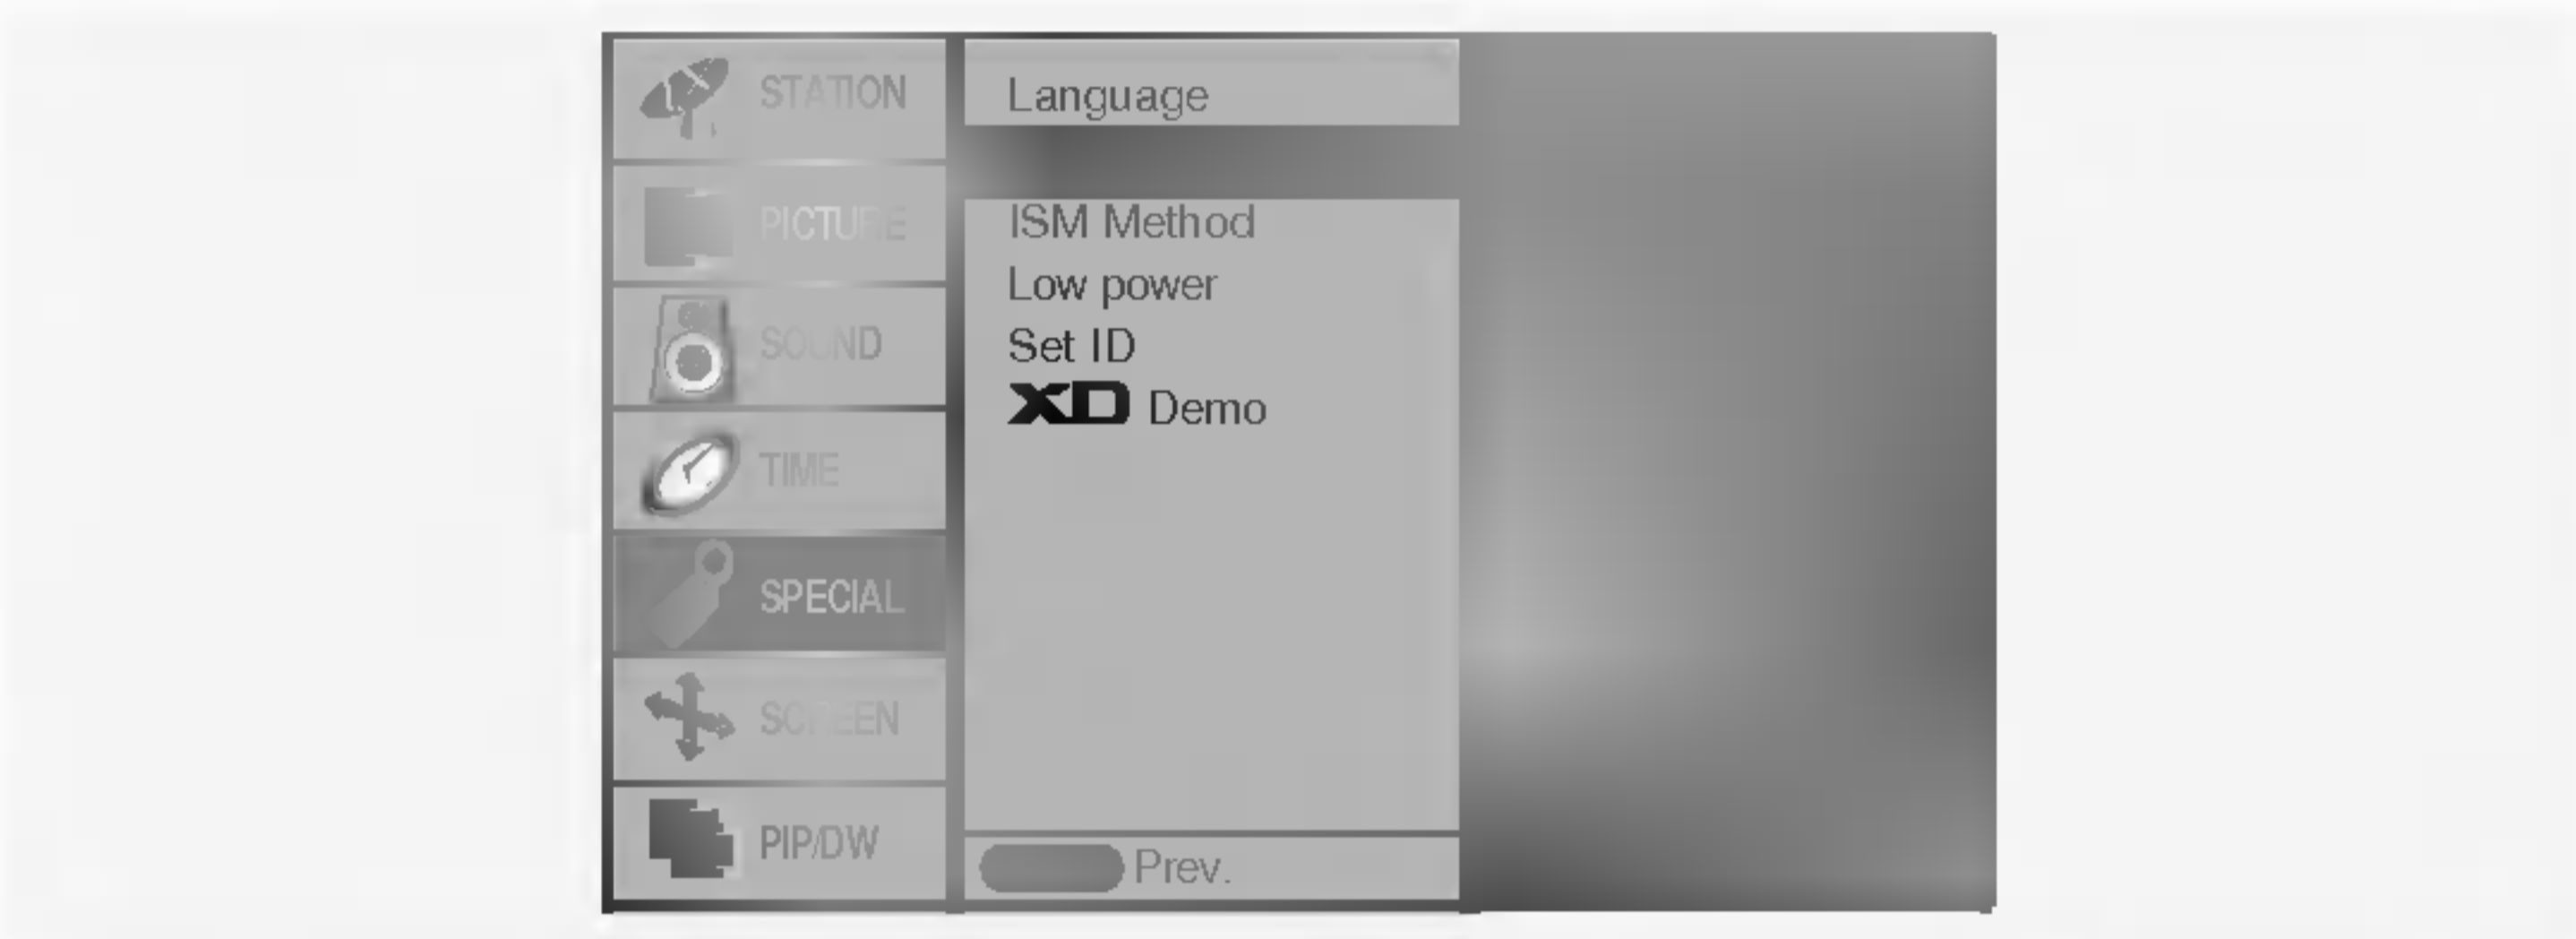 STATION
PICTURE
SOUND
TIME
SPECIAL
SCREEN
PIP/DW
Language
ISM Method
Low power
Set ID
XD Demo
Prev.